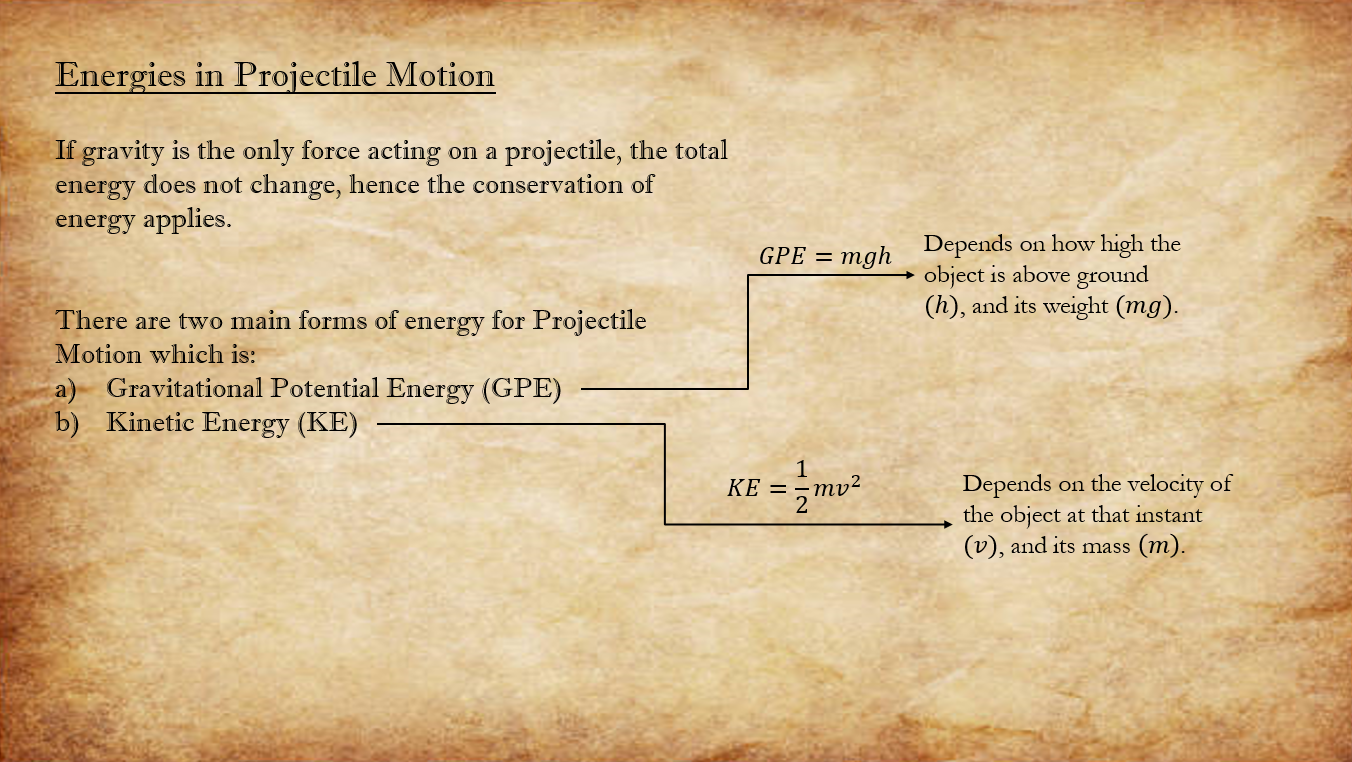 Energies in Projectile Motion
If gravity is the only force acting on a projectile, the total
energy does not change, hence the conservation of
energy applies.
There are two main forms of energy for Projectile
Motion which is:
a) Gravitational Potential Energy (GPE)
b) Kinetic Energy (KE)
GPE = mgh
Depends on how high the
object is above ground
(h), and its weight (mg).
KE = 1/2 mv²
Depends on the velocity of
the object at that instant
(v), and its mass (m).